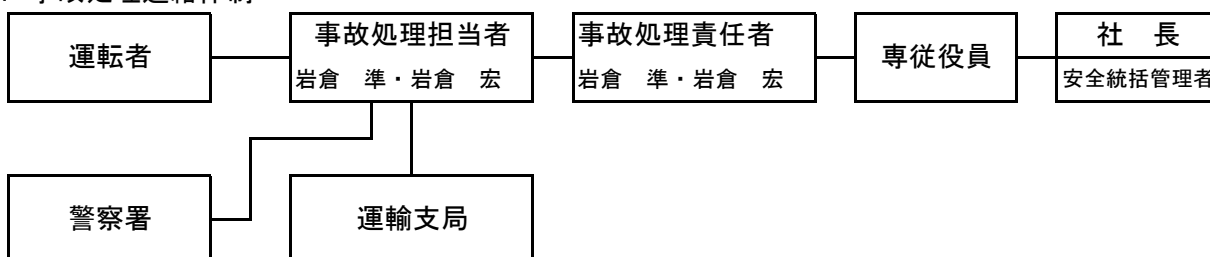 運転者
事故処理担当者
岩倉　準・岩倉　宏
事故処理責任者
岩倉　準・岩倉　宏
専従役員
社　長
安全統括管理者
警察署
運輸支局